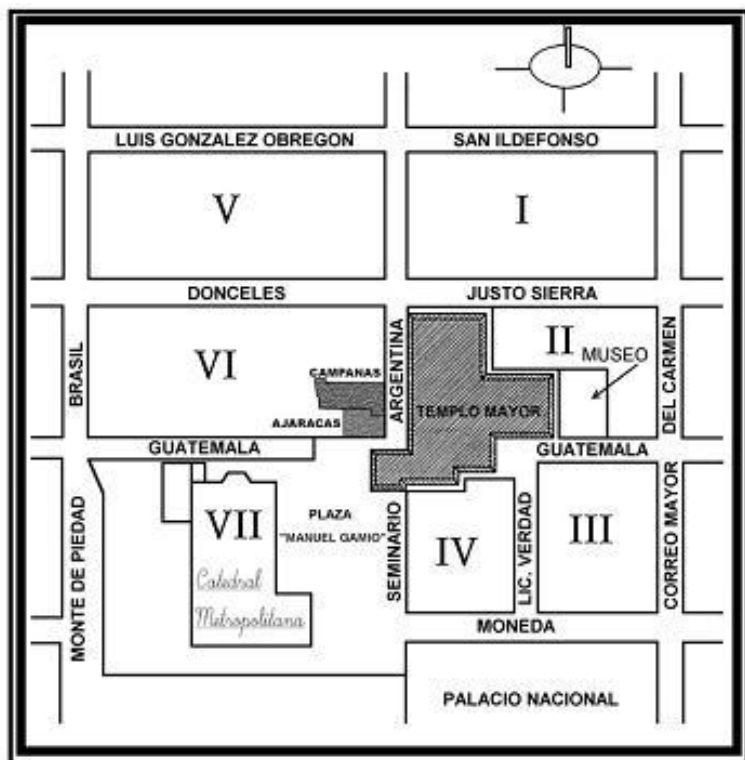 LUIS GONZALEZ OBREGON
SAN ILDEFONSO
V
I
DONCELES
JUSTO SIERRA
BRASIL
VI
CAMPANAS
AJARACAS
ARGENTINA
TEMPLO MAYOR
II
MUSEO
DEL CARMEN
GUATEMALA
GUATEMALA
MONTE DE PIEDAD
VII
Catedral
Metropolitana
PLAZA
"MANUEL GAMIO"
SEMINARIO
IV
LIC. VERDAD
III
CORREO MAYOR
MONEDA
PALACIO NACIONAL